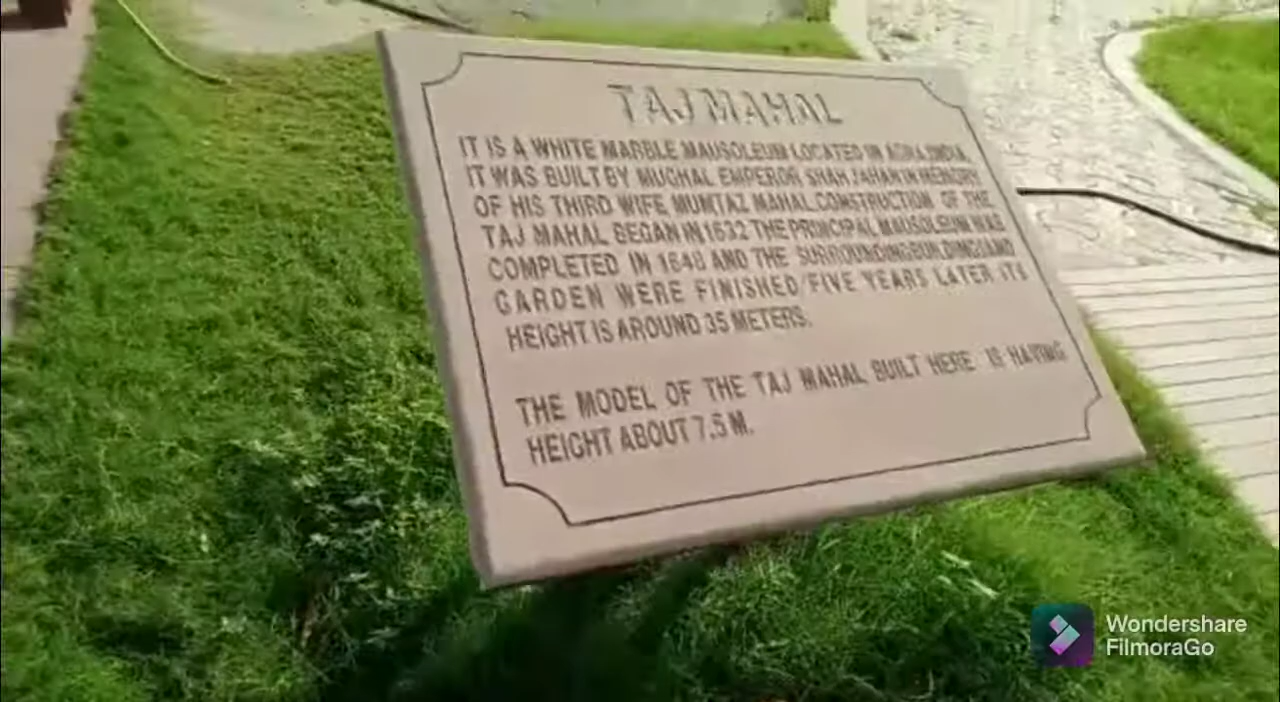 TAJ MAHAL
IT IS A WHITE MARBLE MAUSOLEUM LOCATED IN AGRA,INDIA.
IT WAS BUILT BY MUGHAL EMPEROR SHAH JAHAN IN MEMORY
OF HIS THIRD WIFE MUMTAZ MAHAL.CONSTRUCTION OF THE
TAJ MAHAL BEGAN IN 1632 THE PRINCIPAL MAUSOLEUM WAS
COMPLETED IN 1648 AND THE SURROUNDING BUILDING AND
GARDEN WERE FINISHED FIVE YEARS LATER ITS
HEIGHT IS AROUND 35 METERS.
THE MODEL OF THE TAJ MAHAL BUILT HERE IS HAVING
HEIGHT ABOUT 7.5 M.
Wondershare
FilmoraGo